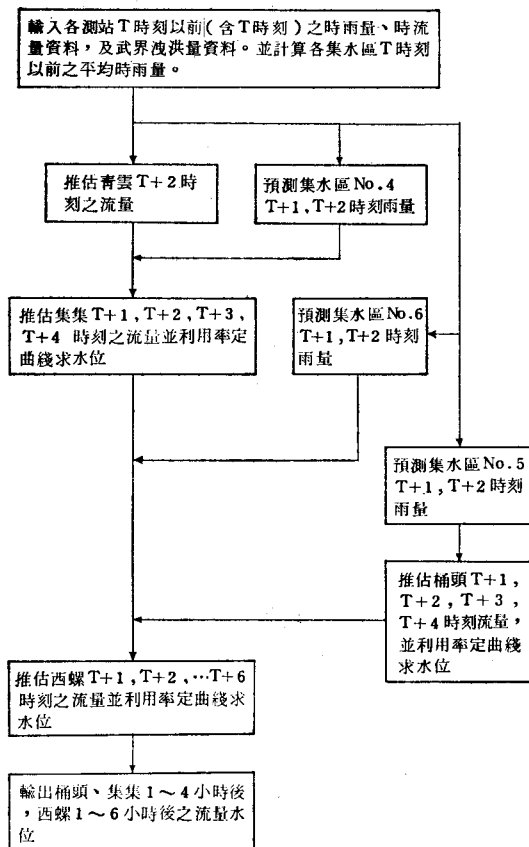 輸入各測站T時刻以前(含T時刻)之時雨量、時流
量資料,及武界洩洪量資料。並計算各集水區T時刻
以前之平均時雨量。
推估青雲T+2時
刻之流量
預測集水區No.4
T+1,T+2時刻雨量
推估集集T+1,T+2,T+3,
T+4 時刻之流量並利用率定
曲綫求水位
預測集水區No.6
T+1,T+2時刻
雨量
預測集水區No.5
T+1,T+2時刻
雨量
推估桶頭T+1,
T+2,T+3,
T+4時刻流量,
並利用率定曲綫
求水位
推估西螺T+1,T+2,…T+6
時刻之流量並利用率定曲綫求
水位
輸出桶頭、集集1~4小時後
,西螺1~6小時後之流量水
位